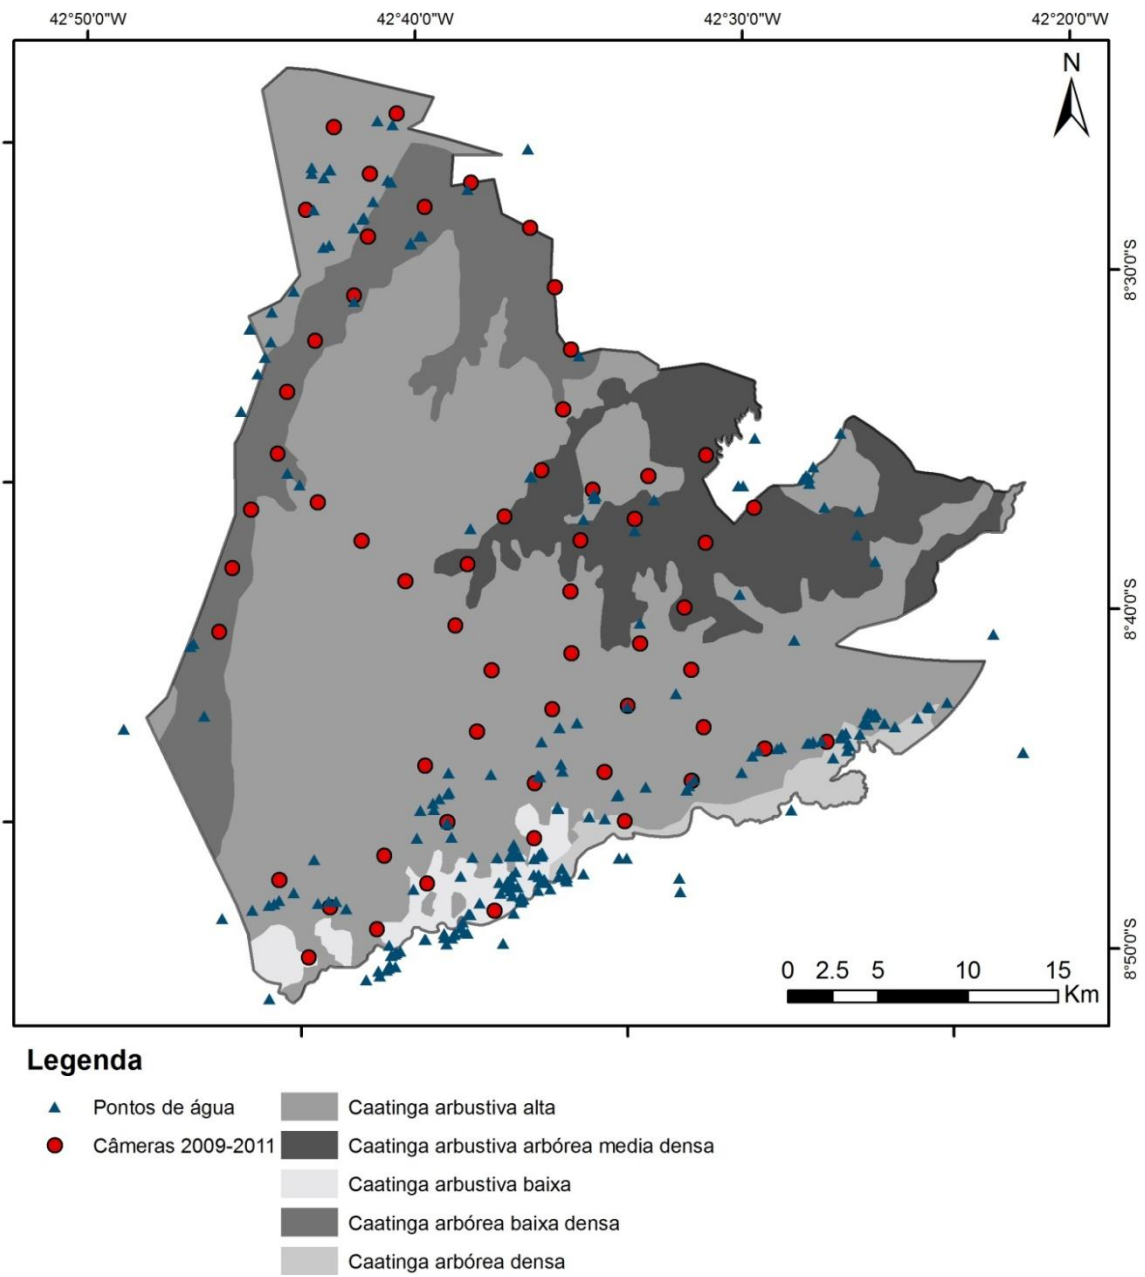 42°50'0"W 42°40'0"W 42°30'0"W 42°20'0"W
N
8°30'0"S
8°40'0"S
8°50'0"S
0 2.5 5 10 15
Km
Legenda
Pontos de água
Câmeras 2009-2011
Caatinga arbustiva alta
Caatinga arbustiva arbórea media densa
Caatinga arbustiva baixa
Caatinga arbórea baixa densa
Caatinga arbórea densa